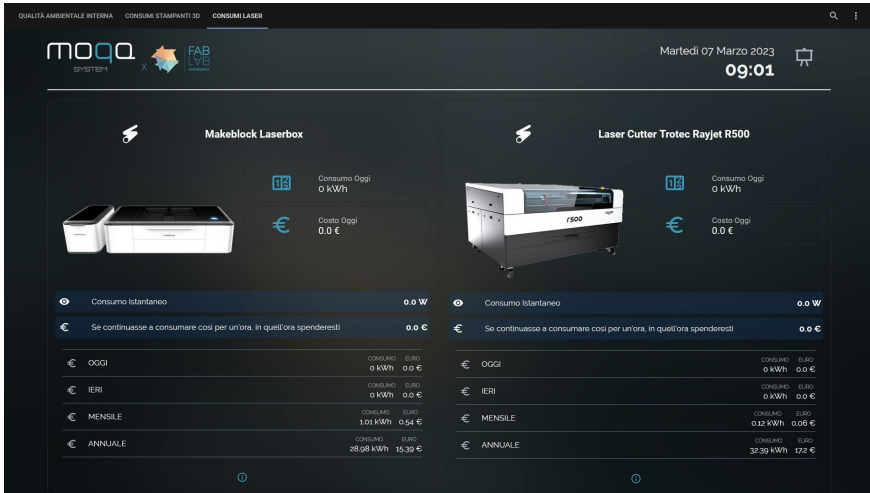 QUALITÀ AMBIENTALE INTERNA CONSUMI STAMPANTI 3D CONSUMI LASER
moqa
SYSTEM
x
FAB
LAB
Martedì 07 Marzo 2023
09:01
Makeblock Laserbox
Consumo Oggi
0 kWh
Costo Oggi
0.0 €
Consumo Istantaneo 0.0 W
Se continuasse a consumare così per un'ora, in quell'ora spenderesti 0.0 €
CONSUMO EURO
OGGI 0 kWh 0.0 €
CONSUMO EURO
IERI 0 kWh 0.0 €
CONSUMO EURO
MENSILE 1.01 kWh 0.54 €
CONSUMO EURO
ANNUALE 28.98 kWh 15.39 €
Laser Cutter Trotec Rayjet R500
r500
Consumo Oggi
0 kWh
Costo Oggi
0.0 €
Consumo Istantaneo 0.0 W
Se continuasse a consumare così per un'ora, in quell'ora spenderesti 0.0 €
CONSUMO EURO
OGGI 0 kWh 0.0 €
CONSUMO EURO
IERI 0 kWh 0.0 €
CONSUMO EURO
MENSILE 0.12 kWh 0.06 €
CONSUMO EURO
ANNUALE 32.39 kWh 17.2 €